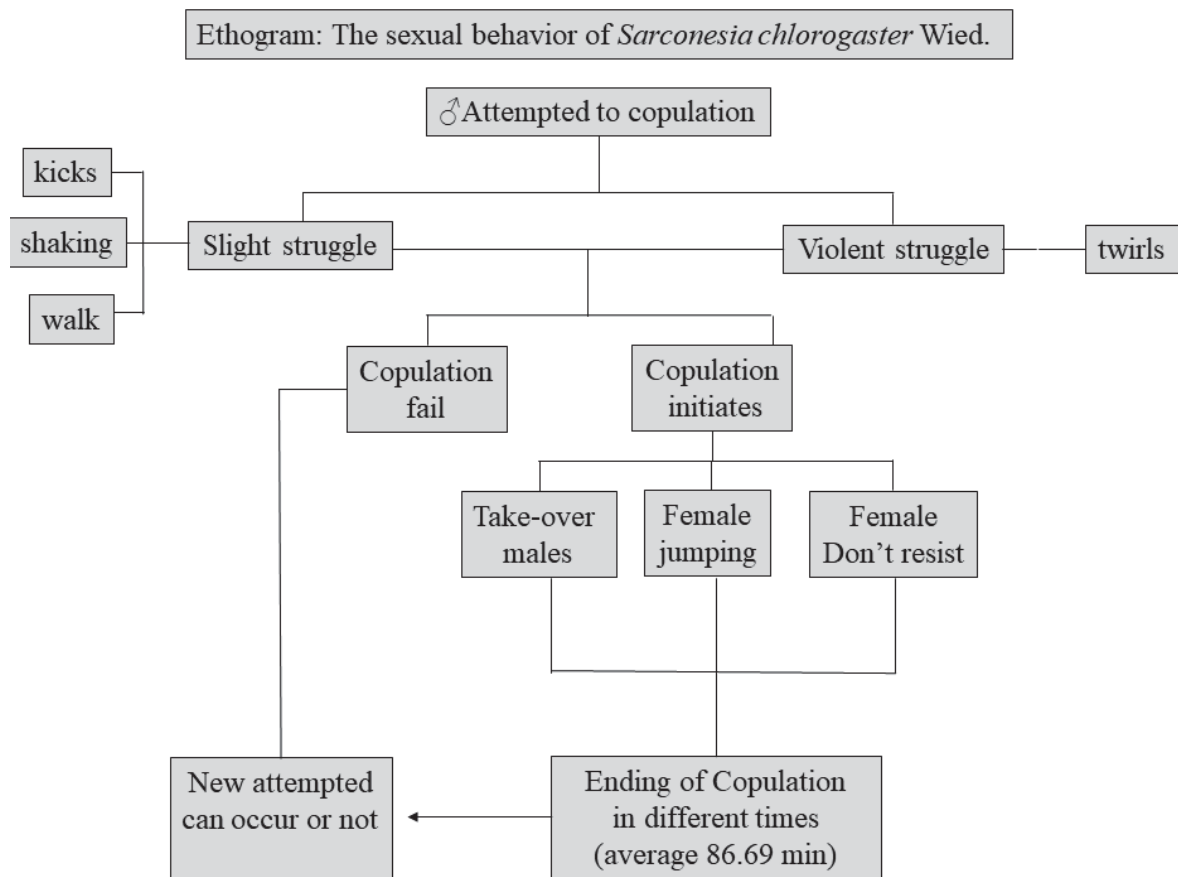 Ethogram: The sexual behavior of Sarconesia chlorogaster Wied.
♂Attempted to copulation
kicks
shaking
walk
Slight struggle
Violent struggle
twirls
Copulation
fail
Copulation
initiates
Take-over
males
Female
jumping
Female
Don't resist
New attempted
can occur or not
Ending of Copulation
in different times
(average 86.69 min)